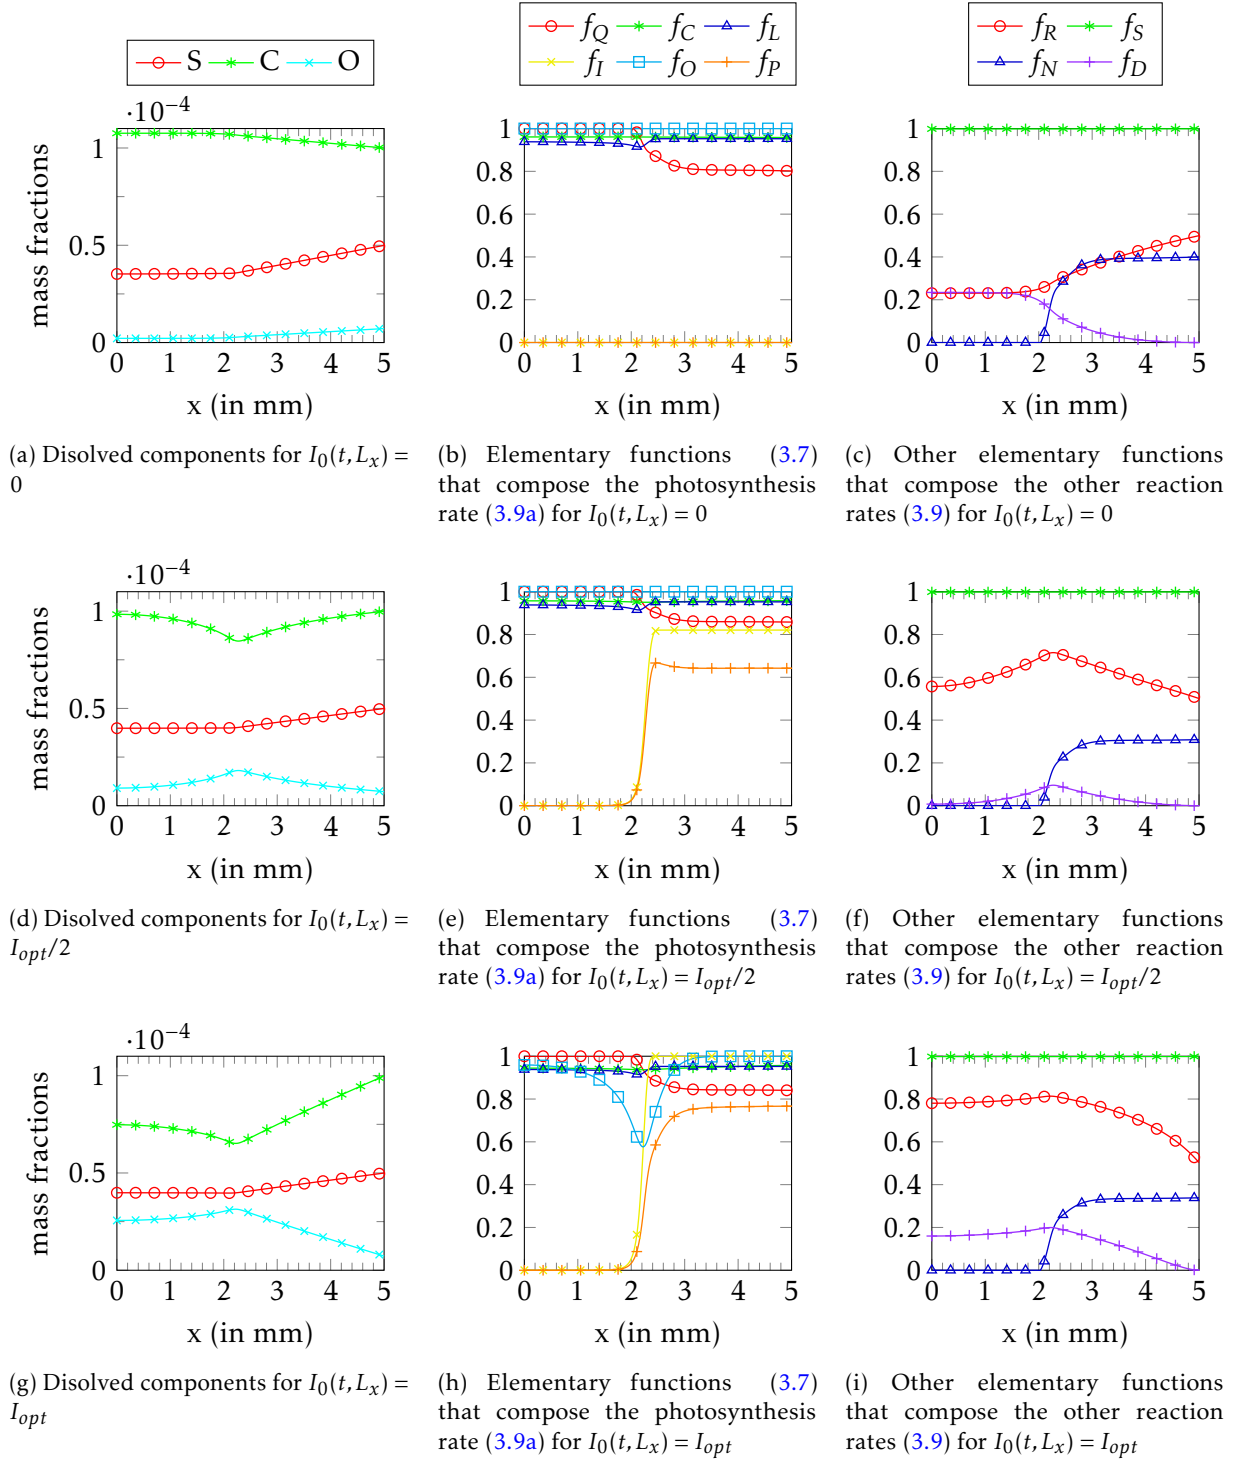 S C O
f_Q f_C f_L
f_I f_O f_P
f_R f_S
f_N f_D
·10^-4
1
0.5
0
mass fractions
0 1 2 3 4 5
x (in mm)
1
0.8
0.6
0.4
0.2
0
0 1 2 3 4 5
x (in mm)
1
0.8
0.6
0.4
0.2
0
0 1 2 3 4 5
x (in mm)
(a) Disolved components for I_0(t, L_x) =
0
(b) Elementary functions (3.7)
that compose the photosynthesis
rate (3.9a) for I_0(t, L_x) = 0
(c) Other elementary functions
that compose the other reaction
rates (3.9) for I_0(t, L_x) = 0
·10^-4
1
0.5
0
mass fractions
0 1 2 3 4 5
x (in mm)
1
0.8
0.6
0.4
0.2
0
0 1 2 3 4 5
x (in mm)
1
0.8
0.6
0.4
0.2
0
0 1 2 3 4 5
x (in mm)
(d) Disolved components for I_0(t, L_x) =
I_opt/2
(e) Elementary functions (3.7)
that compose the photosynthesis
rate (3.9a) for I_0(t, L_x) = I_opt/2
(f) Other elementary functions
that compose the other reaction
rates (3.9) for I_0(t, L_x) = I_opt/2
·10^-4
1
0.5
0
mass fractions
0 1 2 3 4 5
x (in mm)
1
0.8
0.6
0.4
0.2
0
0 1 2 3 4 5
x (in mm)
1
0.8
0.6
0.4
0.2
0
0 1 2 3 4 5
x (in mm)
(g) Disolved components for I_0(t, L_x) =
I_opt
(h) Elementary functions (3.7)
that compose the photosynthesis
rate (3.9a) for I_0(t, L_x) = I_opt
(i) Other elementary functions
that compose the other reaction
rates (3.9) for I_0(t, L_x) = I_opt